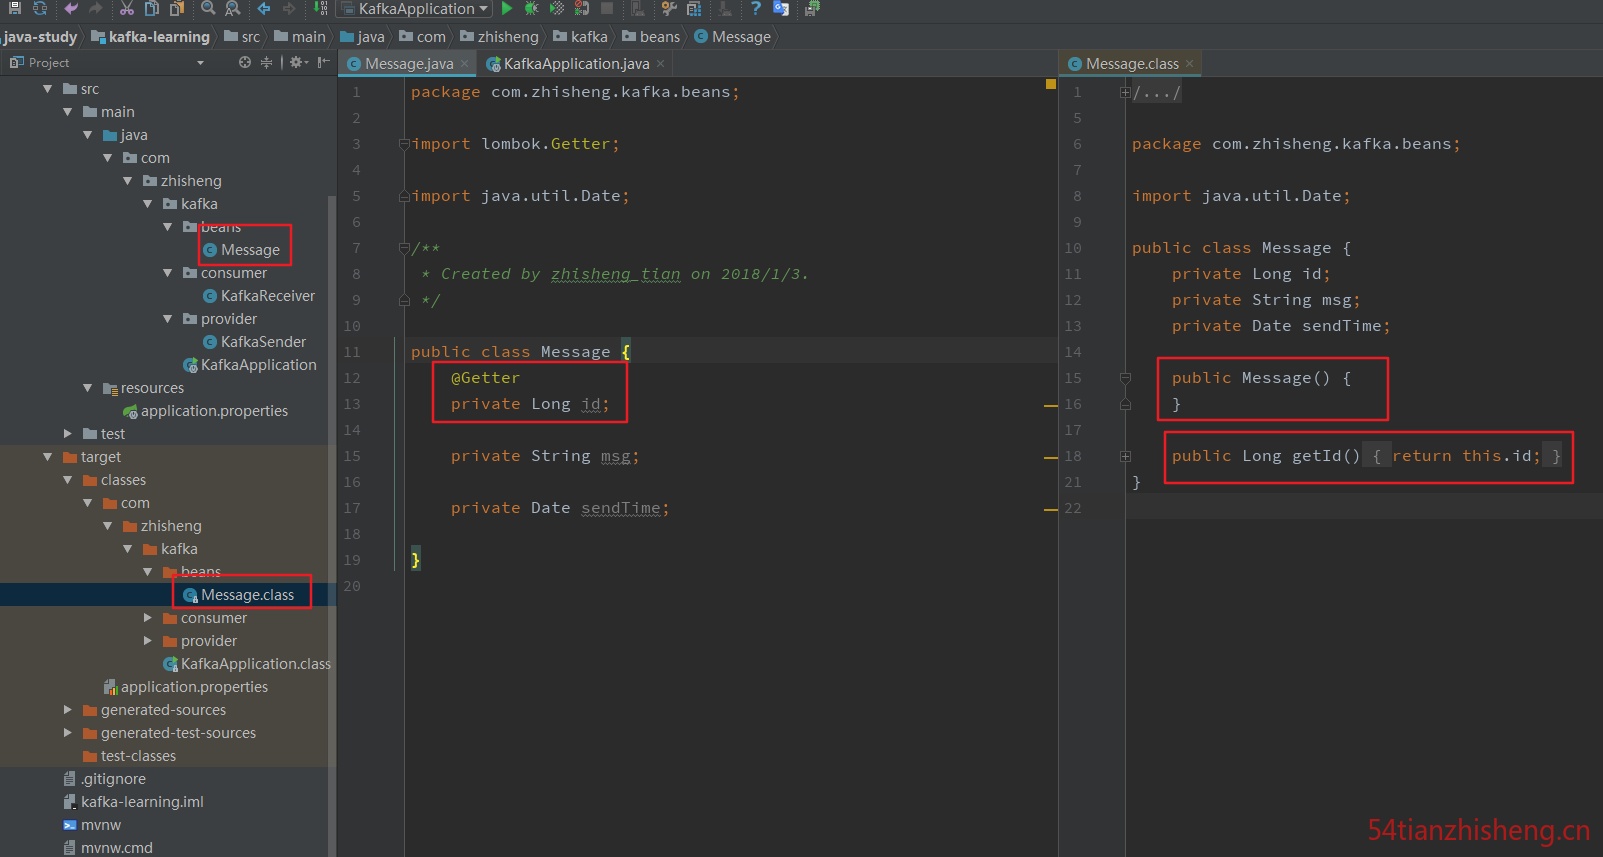 KafkaApplication
java-study
kafka-learning
src
main
java
com
zhisheng
kafka
beans
Message
Project
Message.java
KafkaApplication.java
Message.class
src
main
java
com
zhisheng
kafka
beans
Message
consumer
KafkaReceiver
provider
KafkaSender
KafkaApplication
resources
application.properties
test
target
classes
com
zhisheng
kafka
beans
Message.class
consumer
provider
KafkaApplication.class
application.properties
generated-sources
generated-test-sources
test-classes
.gitignore
kafka-learning.iml
mvnw
mvnw.cmd
1 package com.zhisheng.kafka.beans;
2
3 import lombok.Getter;
4
5 import java.util.Date;
6
7 /**
8 * Created by zhisheng_tian on 2018/1/3.
9 */
10
11 public class Message {
12 @Getter
13 private Long id;
14
15 private String msg;
16
17 private Date sendTime;
18
19 }
20
1 /.../
5
6 package com.zhisheng.kafka.beans;
7
8 import java.util.Date;
9
10 public class Message {
11 private Long id;
12 private String msg;
13 private Date sendTime;
14
15 public Message() {
16 }
17
18 public Long getId() { return this.id; }
21 }
22
54tianzhisheng.cn